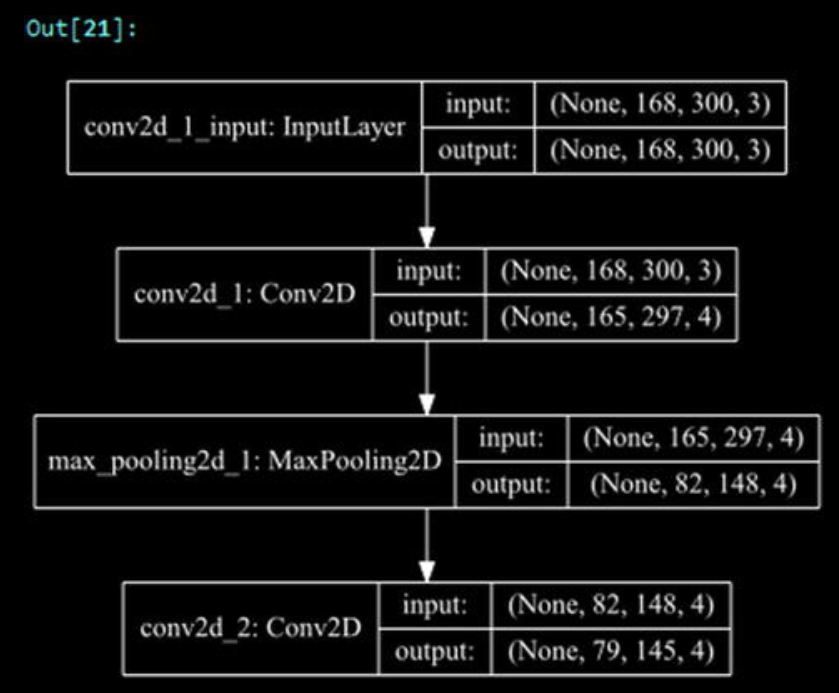 Out[21]:
conv2d_1_input: InputLayer
input: (None, 168, 300, 3)
output: (None, 168, 300, 3)
conv2d_1: Conv2D
input: (None, 168, 300, 3)
output: (None, 165, 297, 4)
max_pooling2d_1: MaxPooling2D
input: (None, 165, 297, 4)
output: (None, 82, 148, 4)
conv2d_2: Conv2D
input: (None, 82, 148, 4)
output: (None, 79, 145, 4)